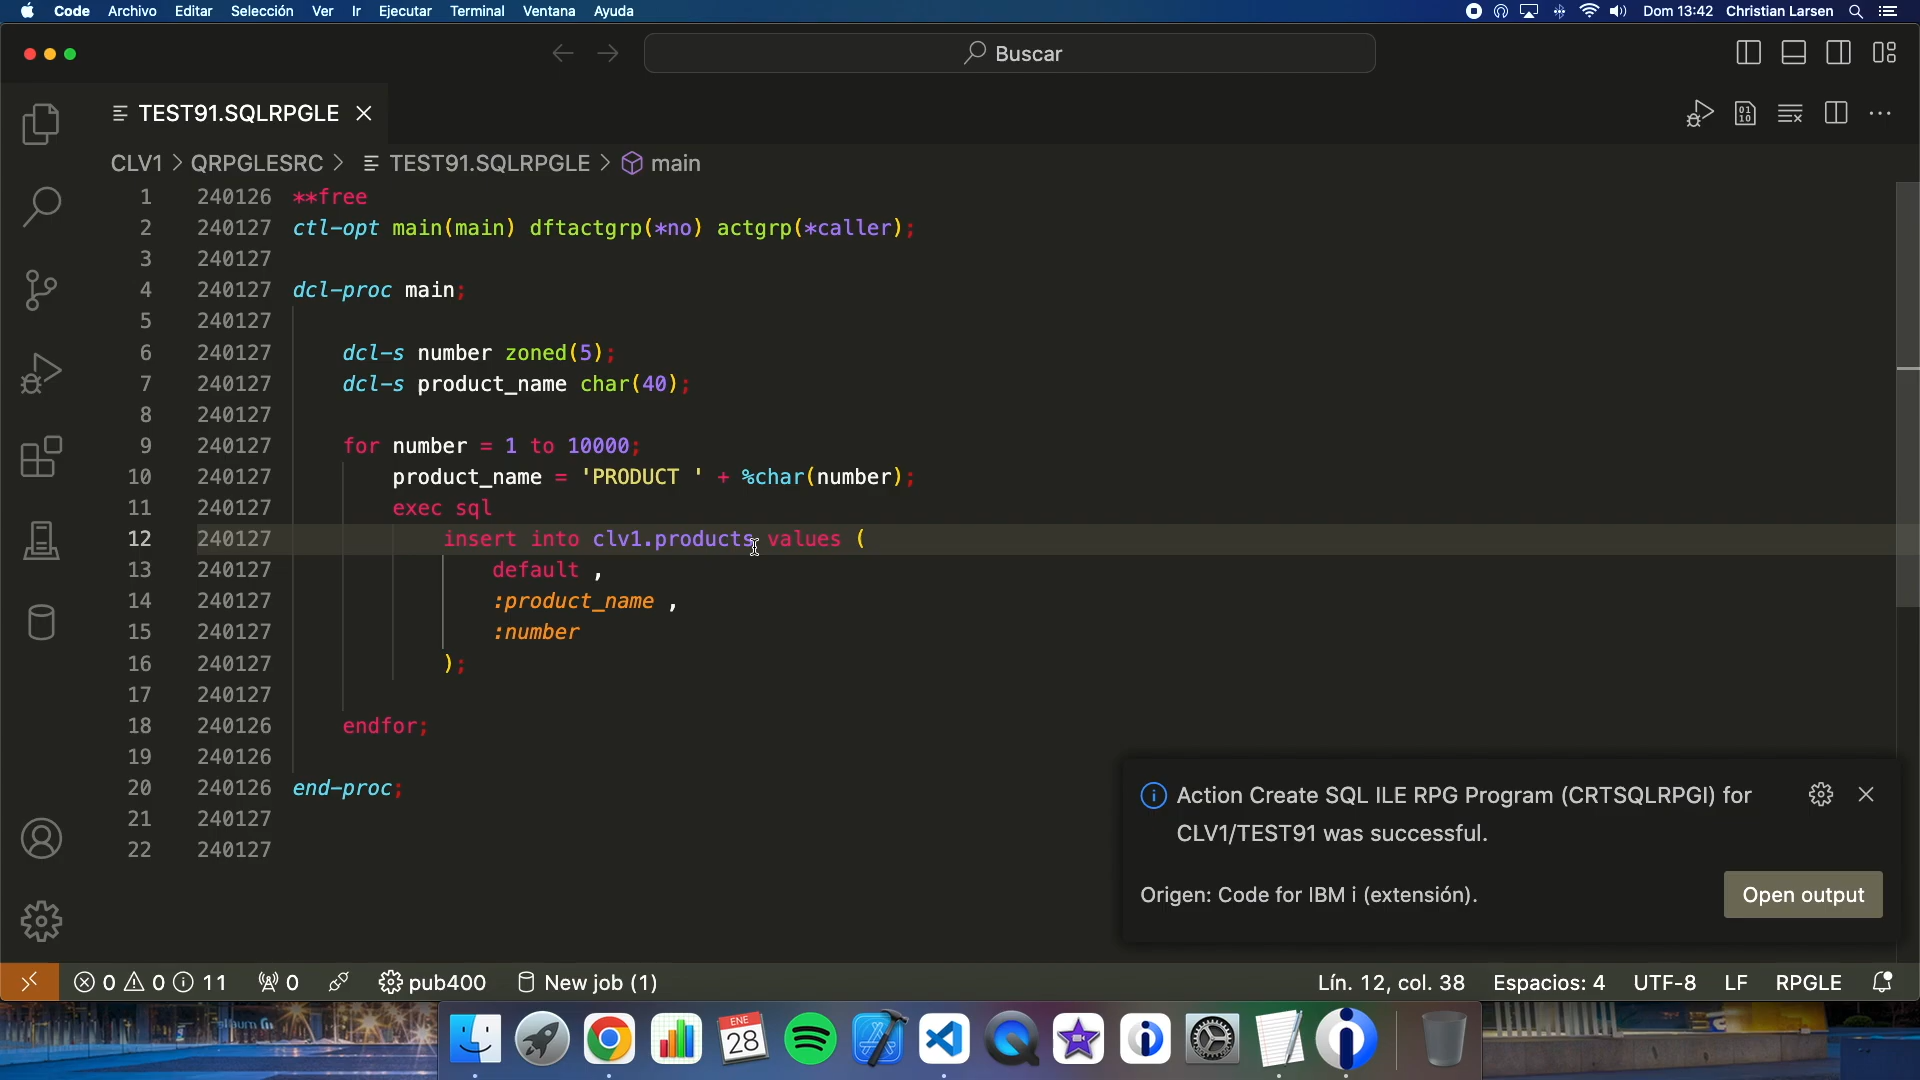 Code Archivo Editar Selección Ver Ir Ejecutar Terminal Ventana Ayuda Dom 13:42 Christian Larsen
Buscar
TEST91.SQLRPGLE
CLV1 > QRPGLESRC > TEST91.SQLRPGLE > main
1 240126 **free
2 240127 ctl-opt main(main) dftactgrp(*no) actgrp(*caller);
3 240127
4 240127 dcl-proc main;
5 240127
6 240127 dcl-s number zoned(5);
7 240127 dcl-s product_name char(40);
8 240127
9 240127 for number = 1 to 10000;
10 240127 product_name = 'PRODUCT ' + %char(number);
11 240127 exec sql
12 240127 insert into clv1.products values (
13 240127 default ,
14 240127 :product_name ,
15 240127 :number
16 240127 );
17 240127
18 240126 endfor;
19 240126
20 240126 end-proc;
21 240127
22 240127
Action Create SQL ILE RPG Program (CRTSQLRPGI) for
CLV1/TEST91 was successful.
Origen: Code for IBM i (extensión). Open output
0 0 11 0 pub400 New job (1) Lín. 12, col. 38 Espacios: 4 UTF-8 LF RPGLE
ENE
28